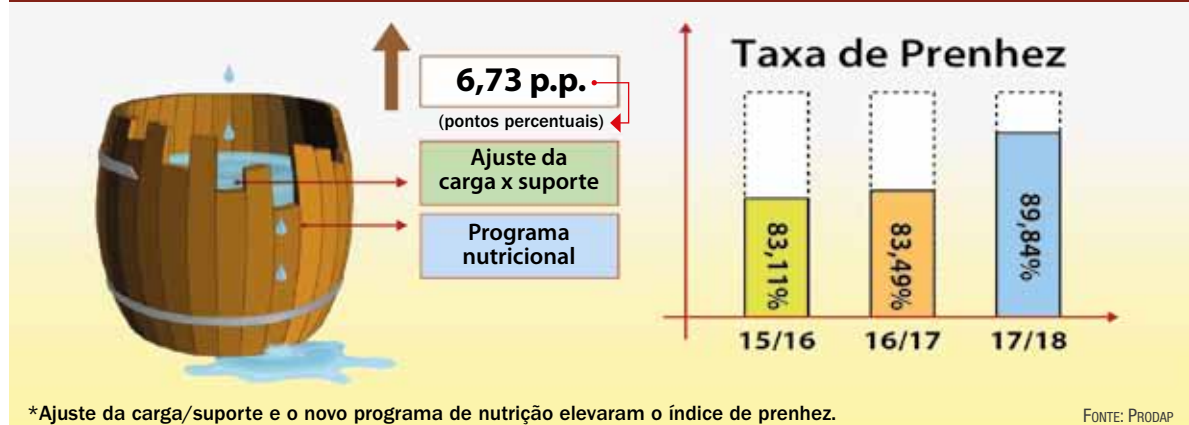 6,73 p.p.
(pontos percentuais)
Ajuste da
carga x suporte
Programa
nutricional
Taxa de Prenhez
83,11%
83,49%
89,84%
15/16
16/17
17/18
*Ajuste da carga/suporte e o novo programa de nutrição elevaram o índice de prenhez.
FONTE: PRODAP